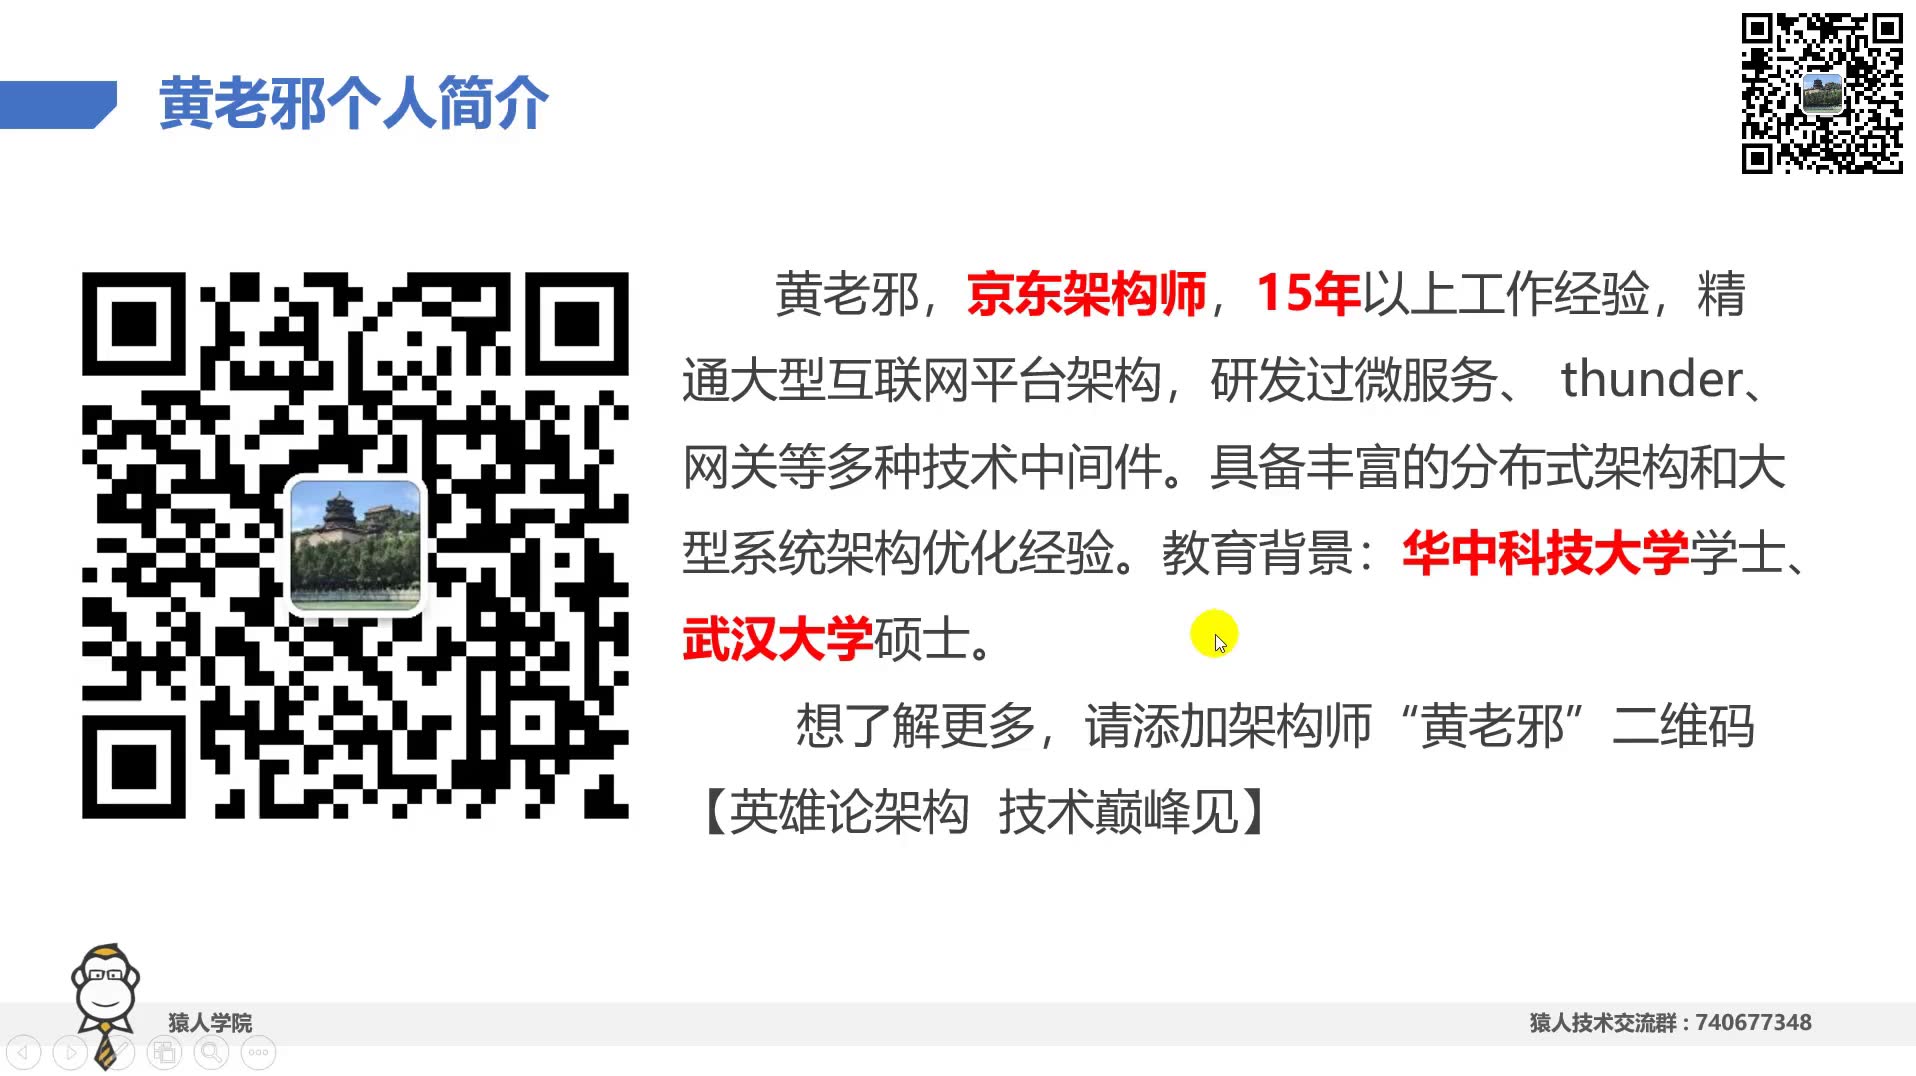 黄老邪个人简介
黄老邪，京东架构师，15年以上工作经验，精
通大型互联网平台架构，研发过微服务、 thunder、
网关等多种技术中间件。具备丰富的分布式架构和大
型系统架构优化经验。教育背景：华中科技大学学士、
武汉大学硕士。
想了解更多，请添加架构师“黄老邪”二维码
【英雄论架构 技术巅峰见】
猿人学院
猿人技术交流群 : 740677348